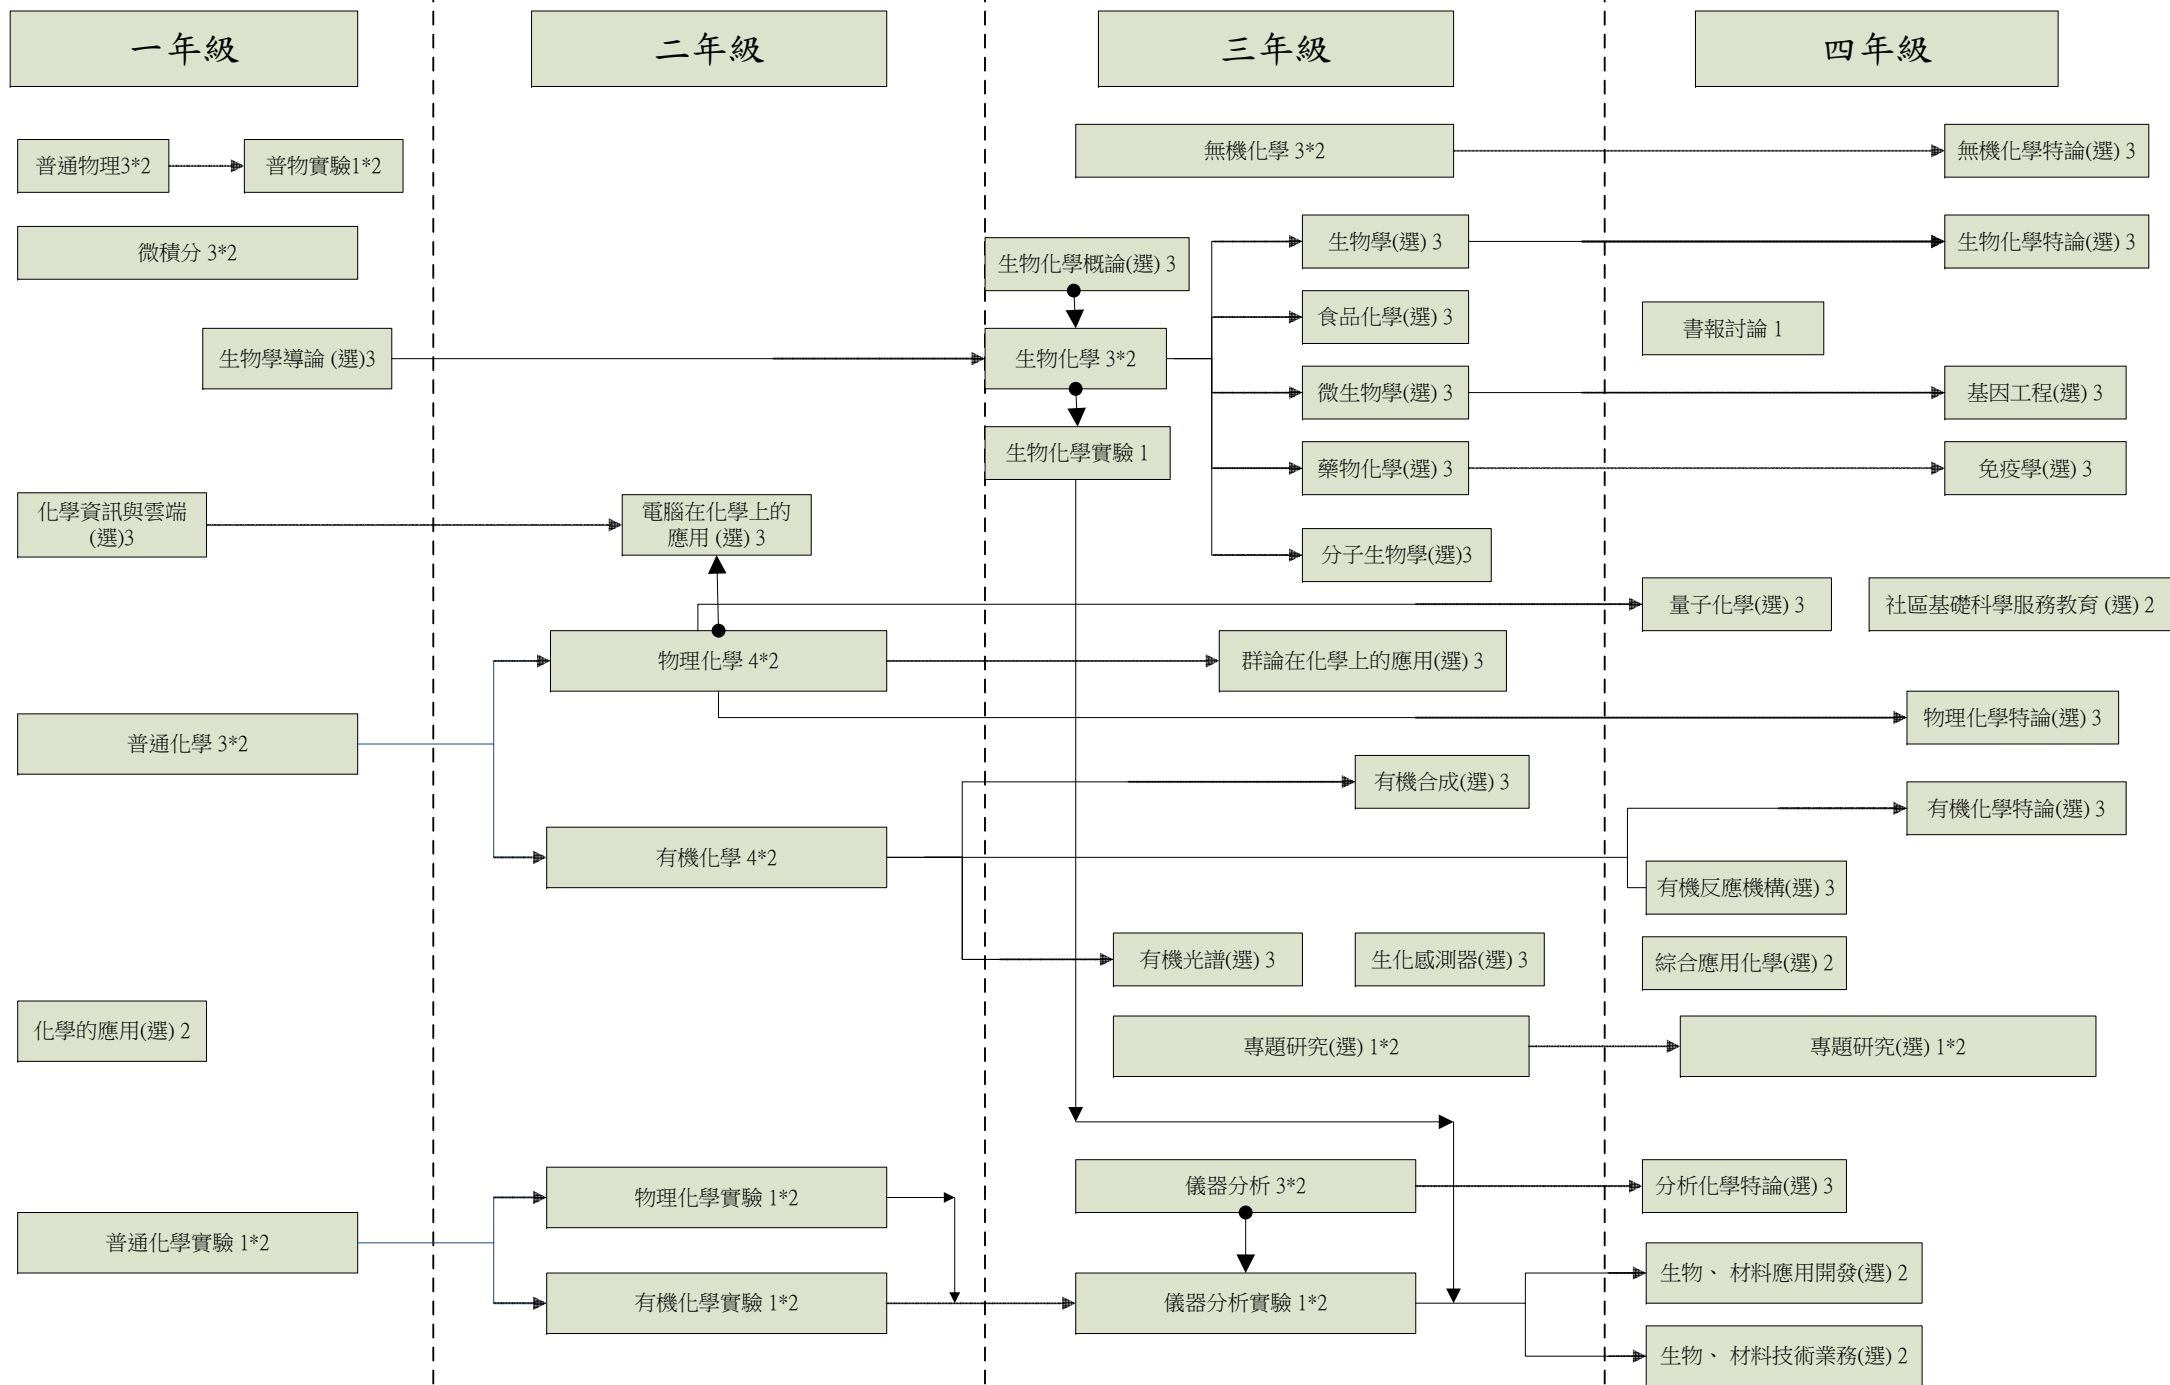 一年級
二年級
三年級
四年級
普通物理3*2
普物實驗1*2
無機化學 3*2
無機化學特論(選) 3
微積分 3*2
生物化學概論(選) 3
生物學(選) 3
生物化學特論(選) 3
食品化學(選) 3
書報討論 1
生物學導論 (選)3
生物化學 3*2
微生物學(選) 3
基因工程(選) 3
生物化學實驗 1
藥物化學(選) 3
免疫學(選) 3
化學資訊與雲端
(選)3
電腦在化學上的
應用 (選) 3
分子生物學(選)3
量子化學(選) 3
社區基礎科學服務教育 (選) 2
物理化學 4*2
群論在化學上的應用(選) 3
物理化學特論(選) 3
普通化學 3*2
有機合成(選) 3
有機化學特論(選) 3
有機化學 4*2
有機反應機構(選) 3
有機光譜(選) 3
生化感測器(選) 3
綜合應用化學(選) 2
化學的應用(選) 2
專題研究(選) 1*2
專題研究(選) 1*2
物理化學實驗 1*2
儀器分析 3*2
分析化學特論(選) 3
普通化學實驗 1*2
生物、 材料應用開發(選) 2
有機化學實驗 1*2
儀器分析實驗 1*2
生物、 材料技術業務(選) 2